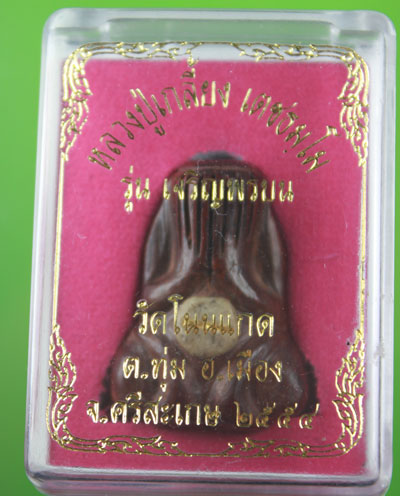 หลวงปู่เกลี้ยง เตชธมฺโม
รุ่น เจริญพรบน
วัดโนนแกด
ต.ทุ่ม อ.เมือง
จ.ศรีสะเกษ ๒๕๕๔